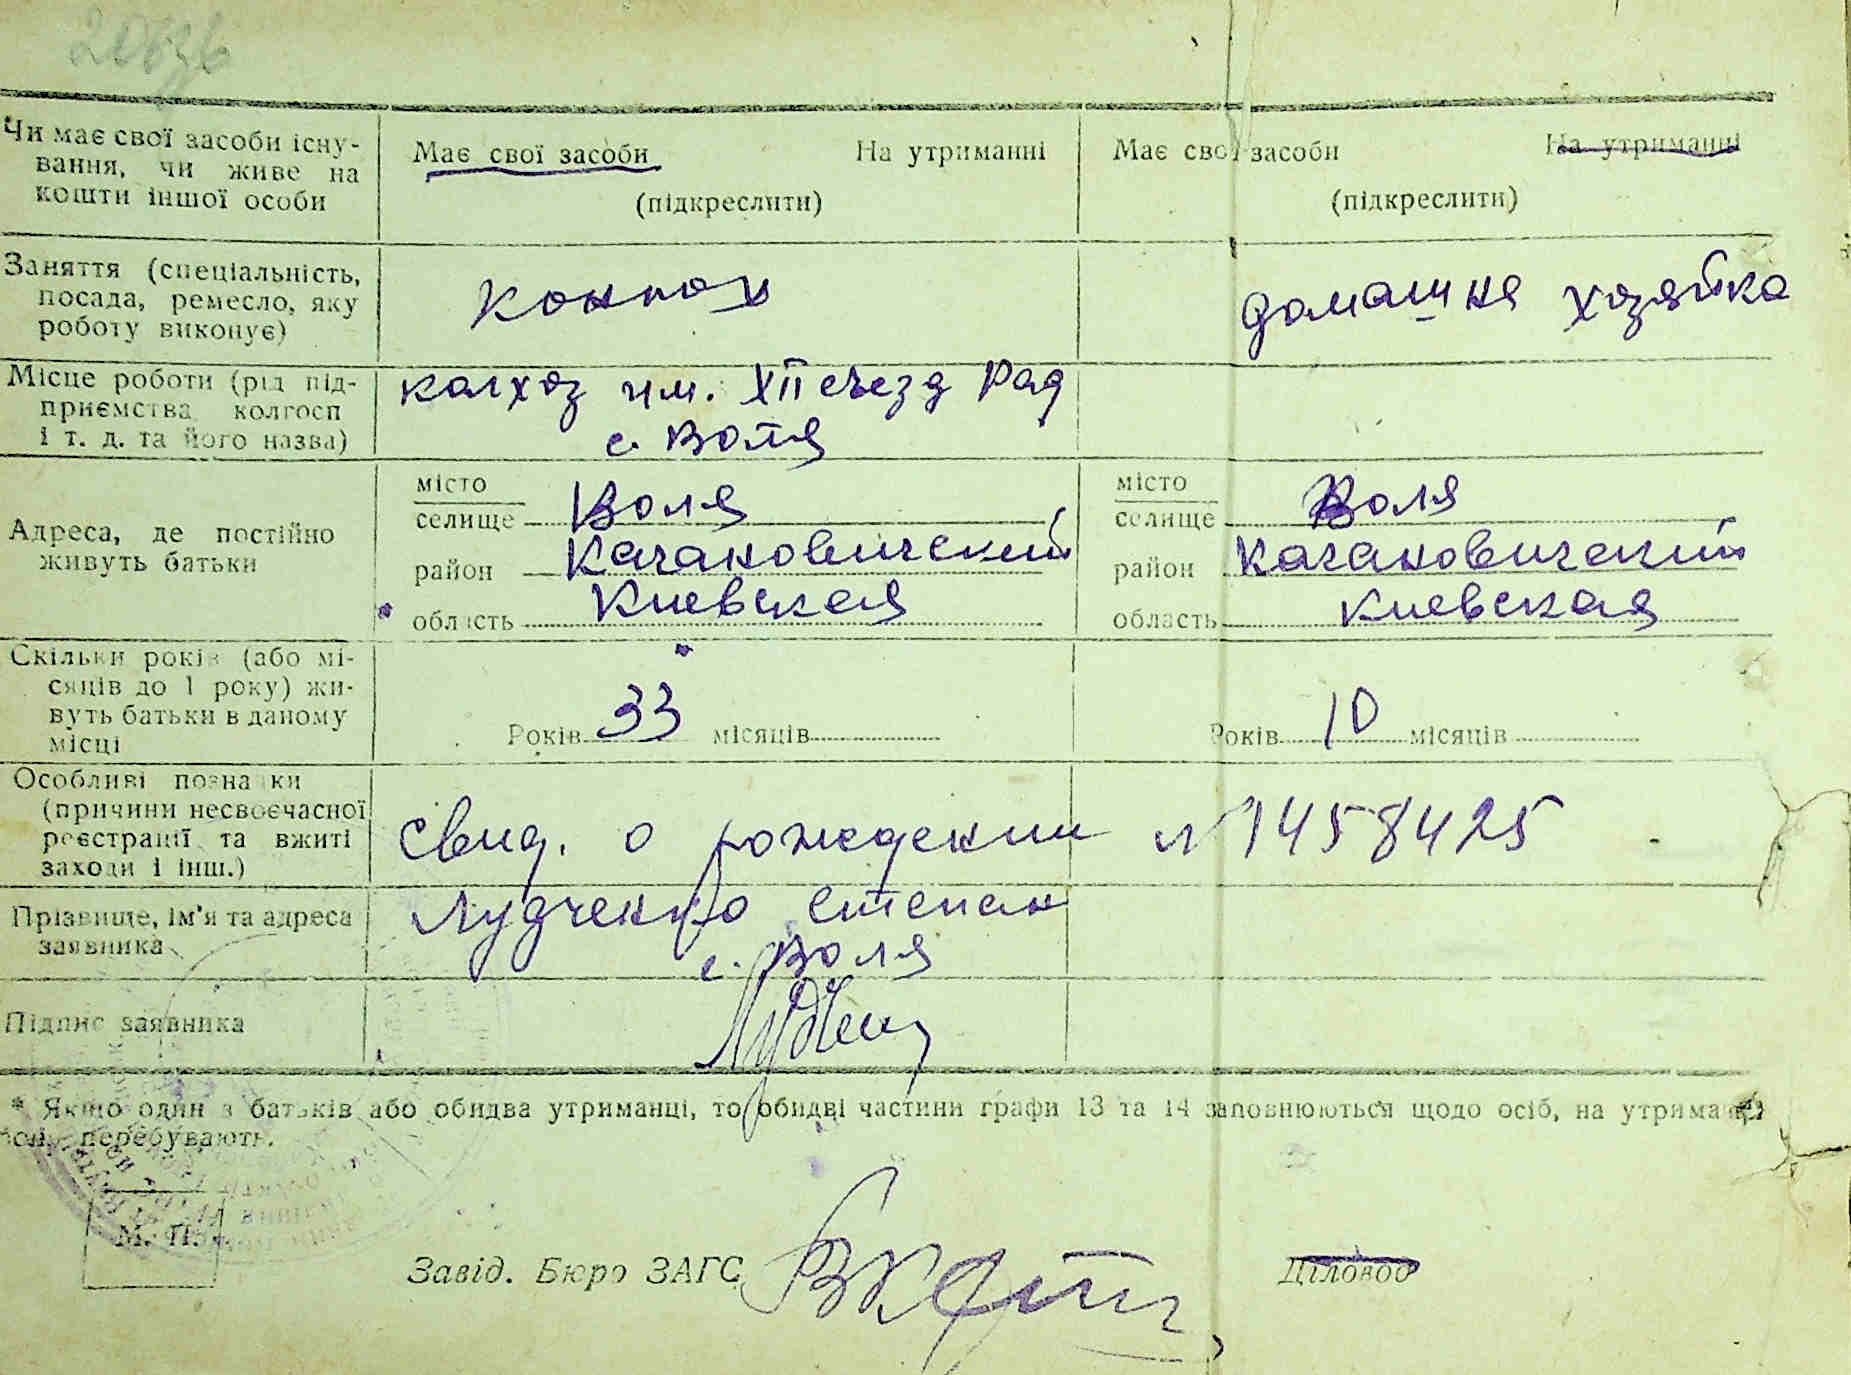 Чи має свої засоби існу-
вання, чи живе на
кошти іншої особи
Має свої засоби На утриманні
(підкреслити)
Має свої засоби На утриманні
(підкреслити)
Заняття (спеціальність,
посада, ремесло, яку
роботу виконує)
Конюх
домашня хозяйка
Місце роботи (рід під-
приємства колгосп
і т. д. та його назва)
колхоз им. XII съезд Рад
с. Воля
Адреса, де постійно
живуть батьки
місто
селище Воля
район Качановический
область Киевская
місто
селище Воля
район Качановический
область Киевская
Скільки років (або мі-
сяців до 1 року) жи-
вуть батьки в даному
місці
Років 33 місяців
Років 10 місяців
Особливі познаки
(причини несвоєчасної
реєстрації та вжиті
заходи і інш.)
Свид. о рождении № 1458425
Прізвище, ім'я та адреса
заявника
Лудченко Степан
с. Воля
Підпис заявника
* Якщо один з батьків або обидва утриманці, то обидві частини графи 13 та 14 заповнюються щодо осіб, на утриманні
перебувають.
М. П.
Завід. Бюро ЗАГС
Діловод